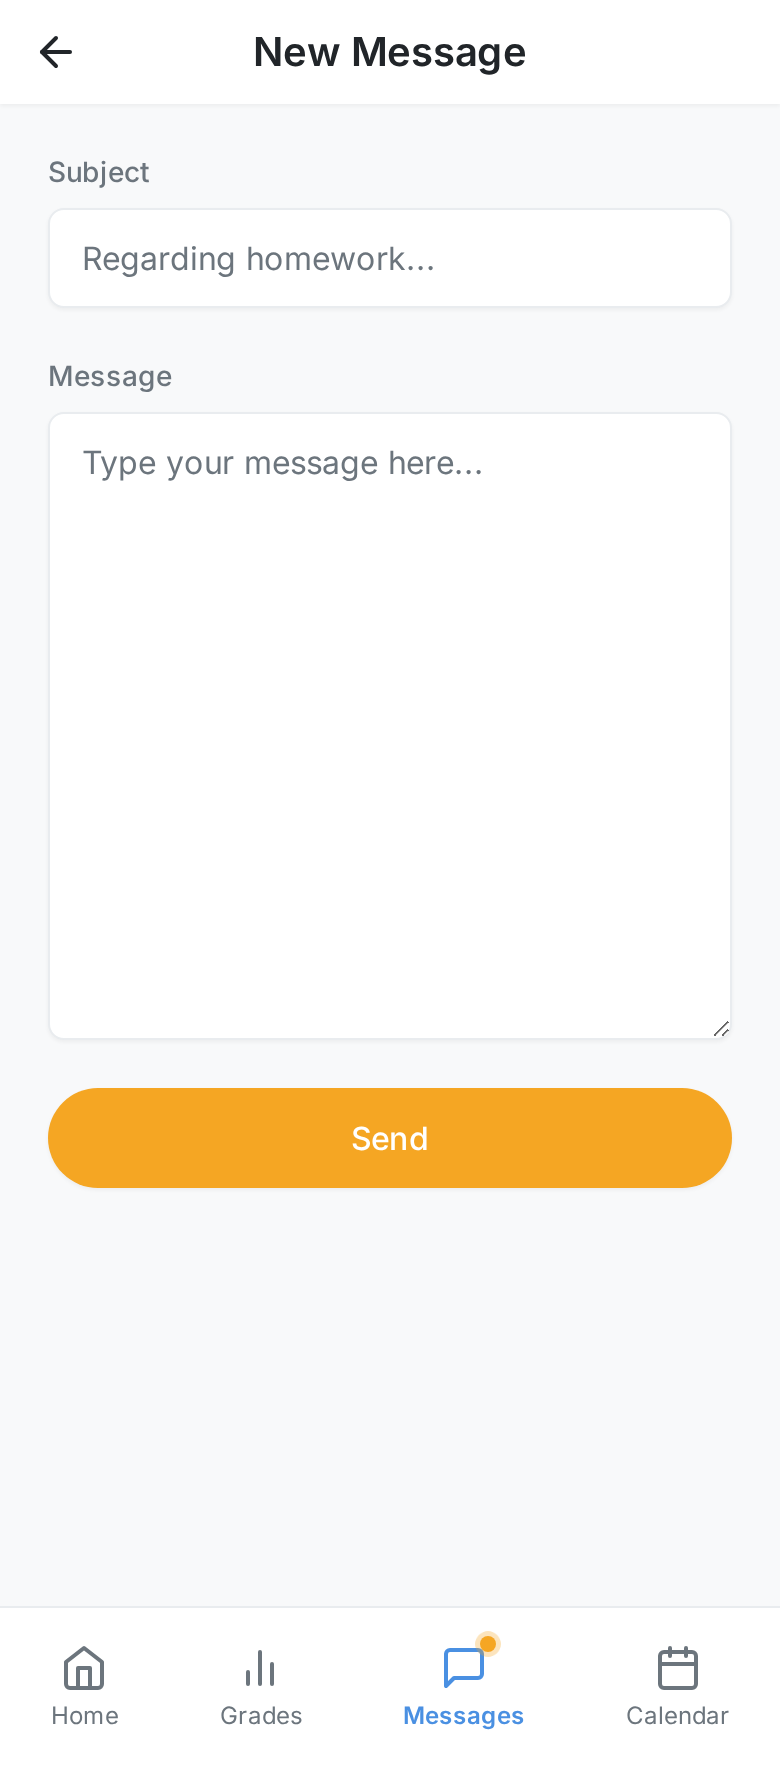 New Message
Subject
Regarding homework...
Message
Type your message here...
Send
Home
Grades
Messages
Calendar